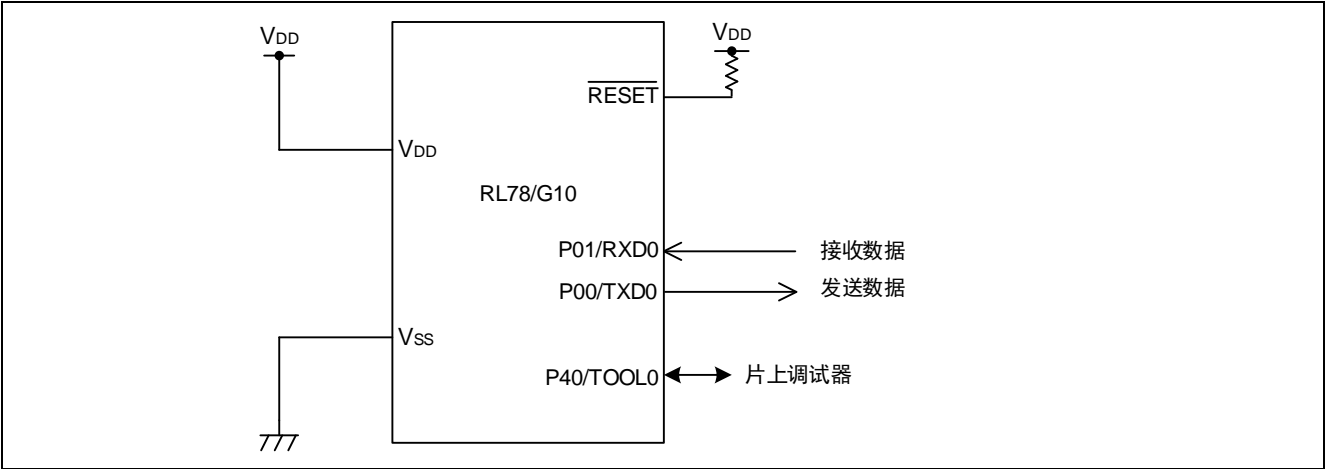 VDD
VDD
RESET
VDD
RL78/G10
P01/RXD0
接收数据
P00/TXD0
发送数据
VSS
P40/TOOL0
片上调试器